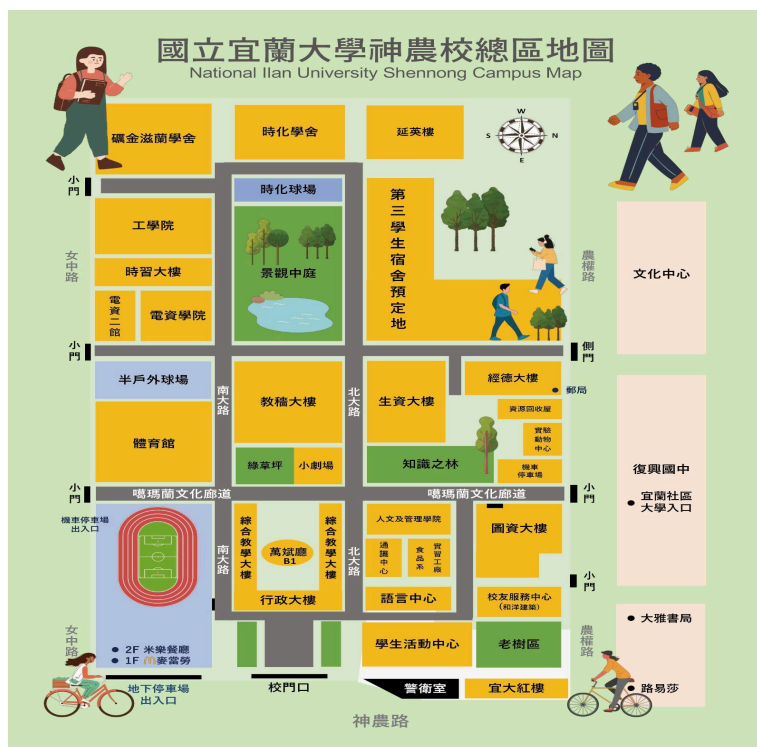 國立宜蘭大學神農校總區地圖
National Ilan University Shennong Campus Map
礦金滋蘭學舍
時化學舍
延英樓
W
S
N
E
小門
時化球場
第三學生宿舍預定地
工學院
女中路
時習大樓
景觀中庭
農權路
文化中心
電資二館
電資學院
小門
側門
半戶外球場
南大路
教穡大樓
北大路
生資大樓
經德大樓
郵局
資源回收屋
體育館
綠草坪
小劇場
知識之林
實驗動物中心
機車停車場
復興國中
小門
噶瑪蘭文化廊道
噶瑪蘭文化廊道
小門
宜蘭社區大學入口
機車停車場出入口
南大路
綜合教學大樓
萬斌廳
B1
綜合教學大樓
北大路
人文及管理學院
圖資大樓
通識中心
食品系
實習工廠
小門
行政大樓
語言中心
校友服務中心
(和洋建築)
大雅書局
女中路
2F 米樂餐廳
1F 麥當勞
學生活動中心
老樹區
農權路
地下停車場
出入口
校門口
警衛室
宜大紅樓
路易莎
神農路